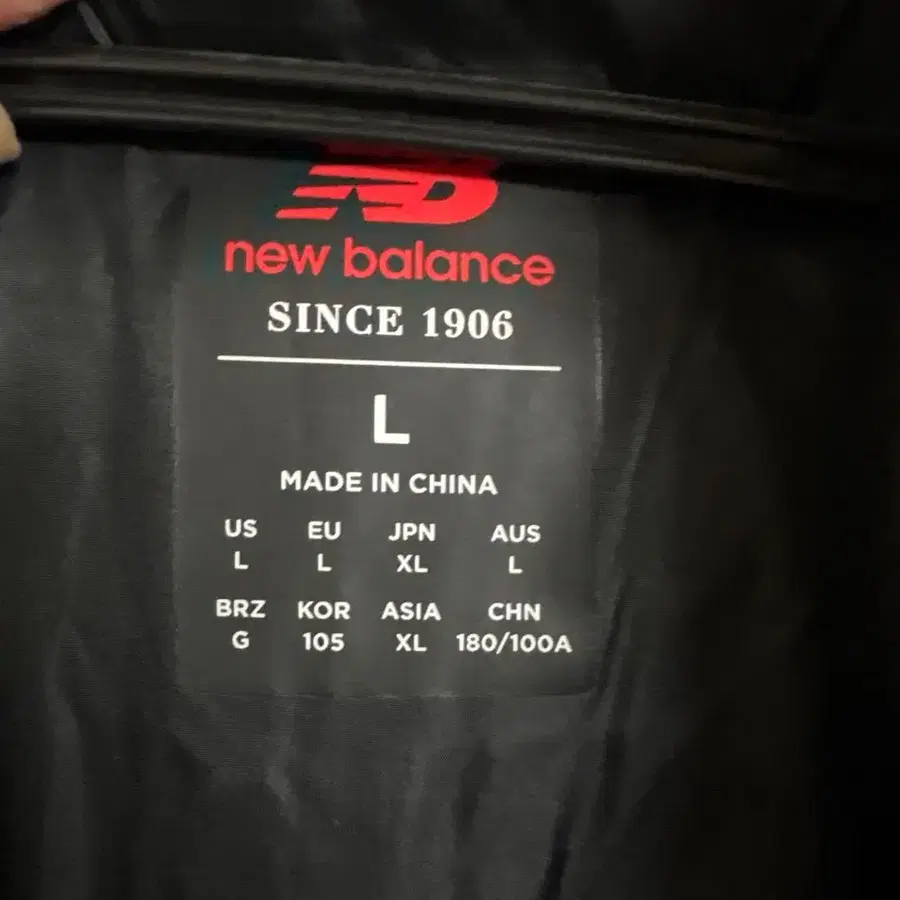 new balance
SINCE 1906
L
MADE IN CHINA
US EU JPN AUS
L L XL L
BRZ KOR ASIA CHN
G 105 XL 180/100A